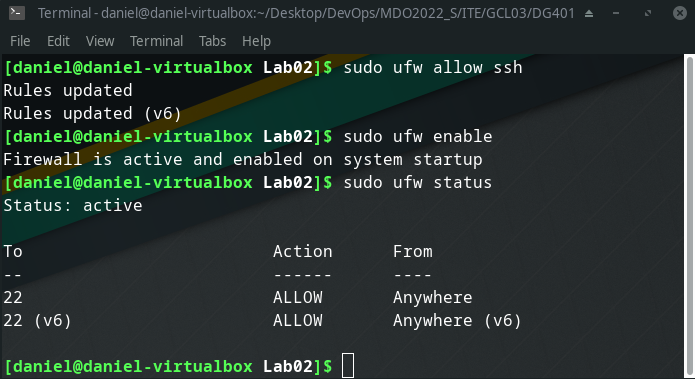 Terminal - daniel@daniel-virtualbox:~/Desktop/DevOps/MDO2022_S/ITE/GCL03/DG401
File Edit View Terminal Tabs Help
[daniel@daniel-virtualbox Lab02]$ sudo ufw allow ssh
Rules updated
Rules updated (v6)
[daniel@daniel-virtualbox Lab02]$ sudo ufw enable
Firewall is active and enabled on system startup
[daniel@daniel-virtualbox Lab02]$ sudo ufw status
Status: active
To Action From
-- ------ ----
22 ALLOW Anywhere
22 (v6) ALLOW Anywhere (v6)
[daniel@daniel-virtualbox Lab02]$